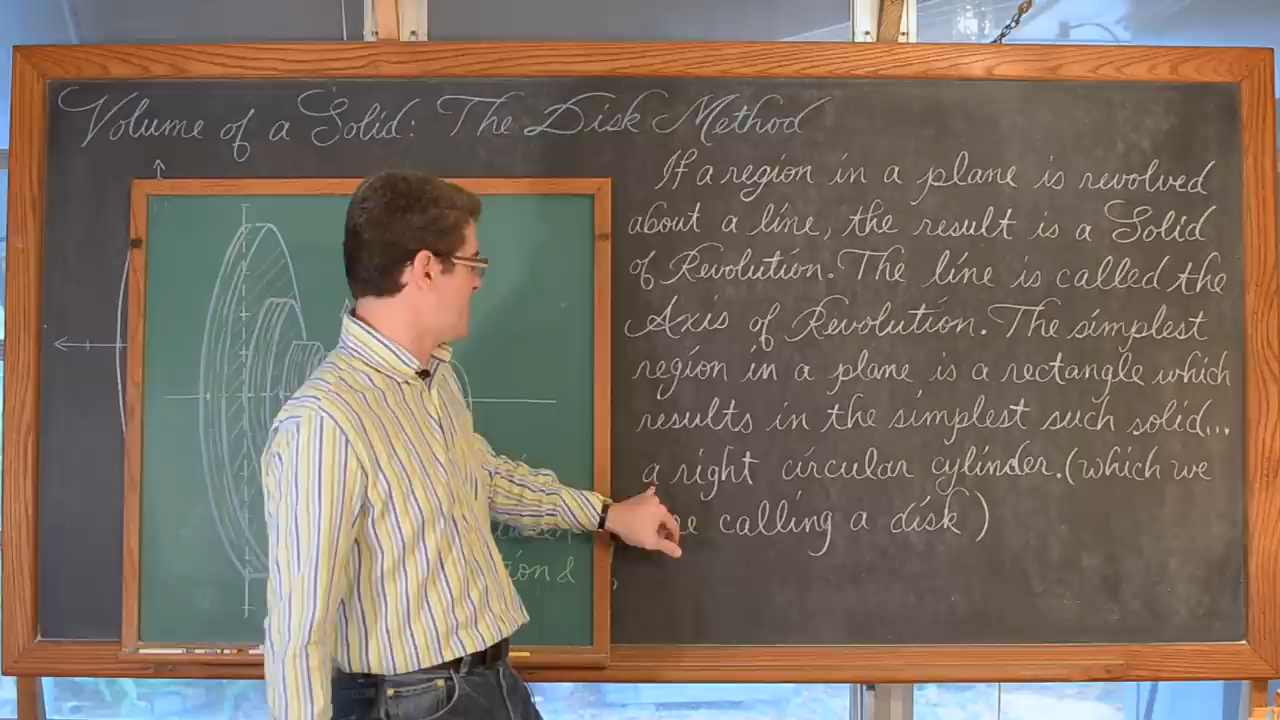 Volume of a Solid: The Disk Method
If a region in a plane is revolved
about a line, the result is a Solid
of Revolution. The line is called the
Axis of Revolution. The simplest
region in a plane is a rectangle which
results in the simplest such solid...
a right circular cylinder. (which we
calling a disk)